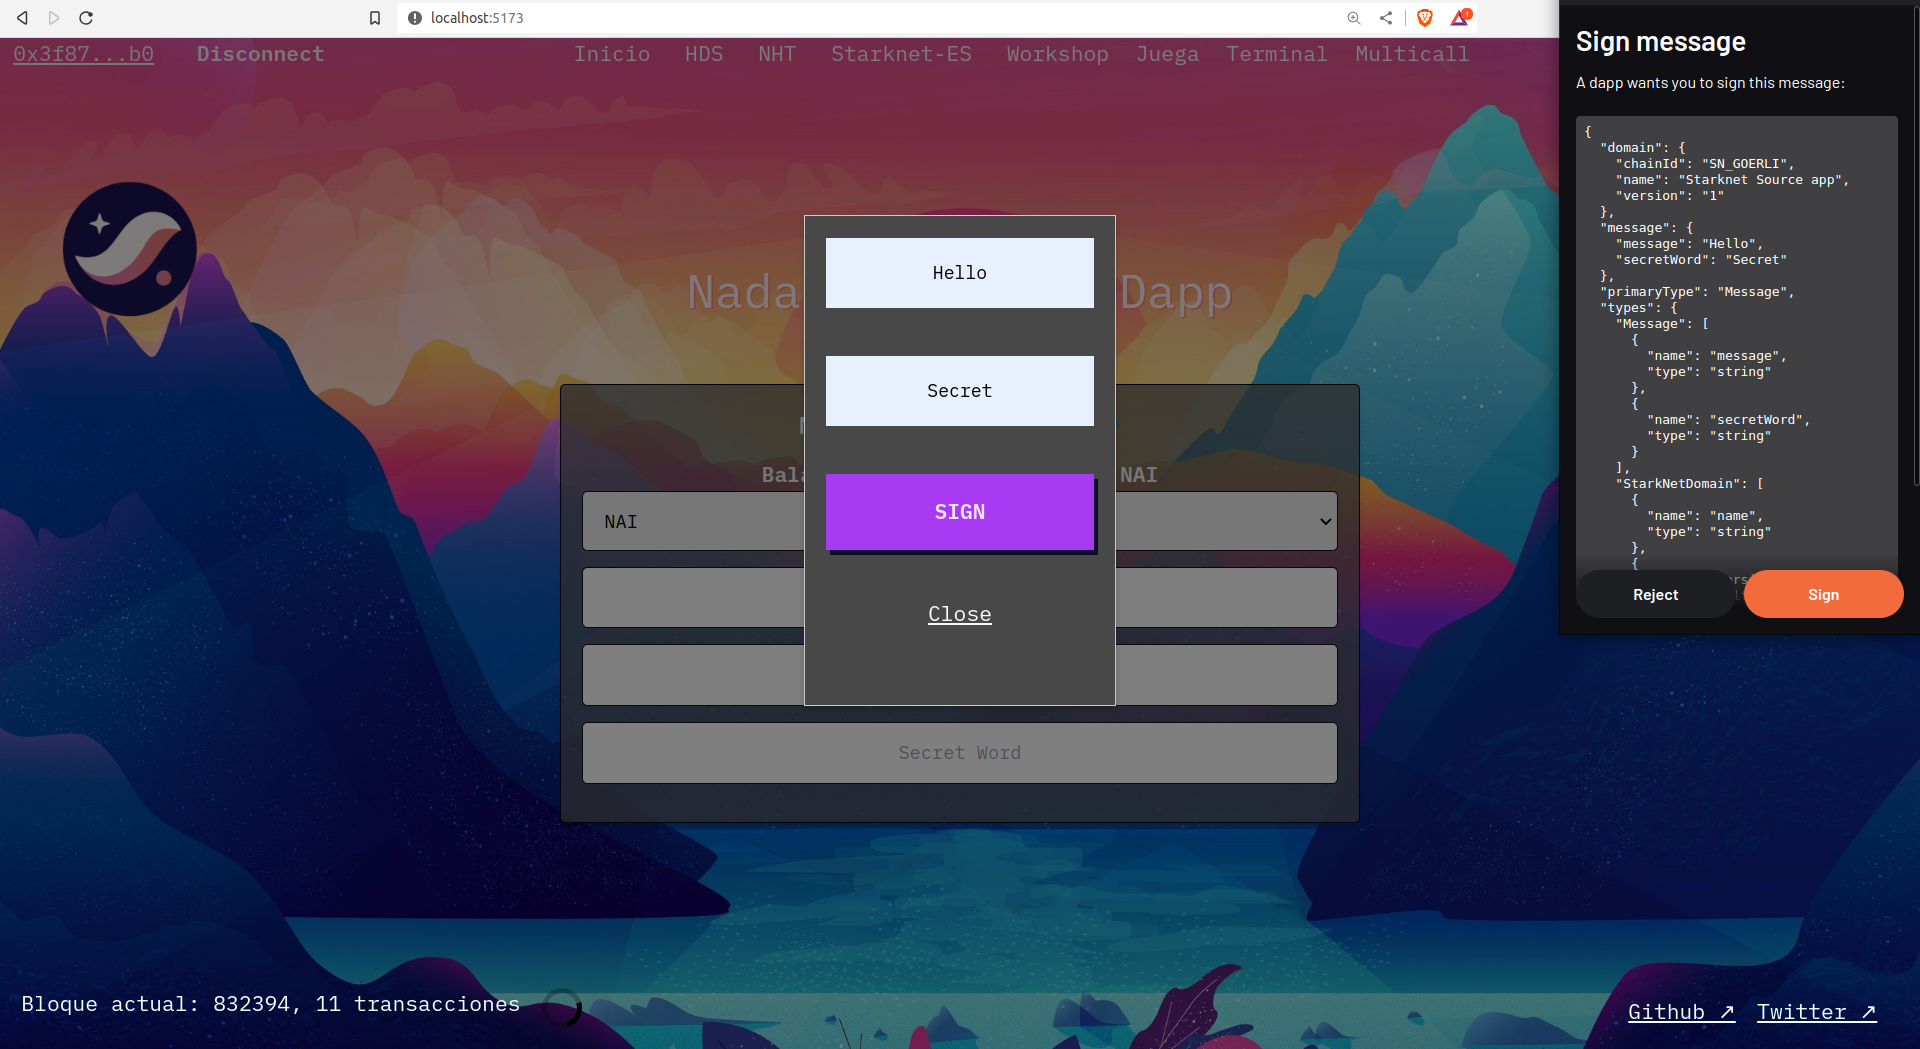 localhost:5173
1
0x3f87...b0 Disconnect Inicio HDS NHT Starknet-ES Workshop Juega Terminal Multicall
Nada Dapp
Hello
Secret
SIGN
Close
NAI
NAI
Secret Word
Bloque actual: 832394, 11 transacciones
Github ↗ Twitter ↗
Sign message
A dapp wants you to sign this message:
{
"domain": {
"chainId": "SN_GOERLI",
"name": "Starknet Source app",
"version": "1"
},
"message": {
"message": "Hello",
"secretWord": "Secret"
},
"primaryType": "Message",
"types": {
"Message": [
{
"name": "message",
"type": "string"
},
{
"name": "secretWord",
"type": "string"
}
],
"StarkNetDomain": [
{
"name": "name",
"type": "string"
},
{
Reject Sign